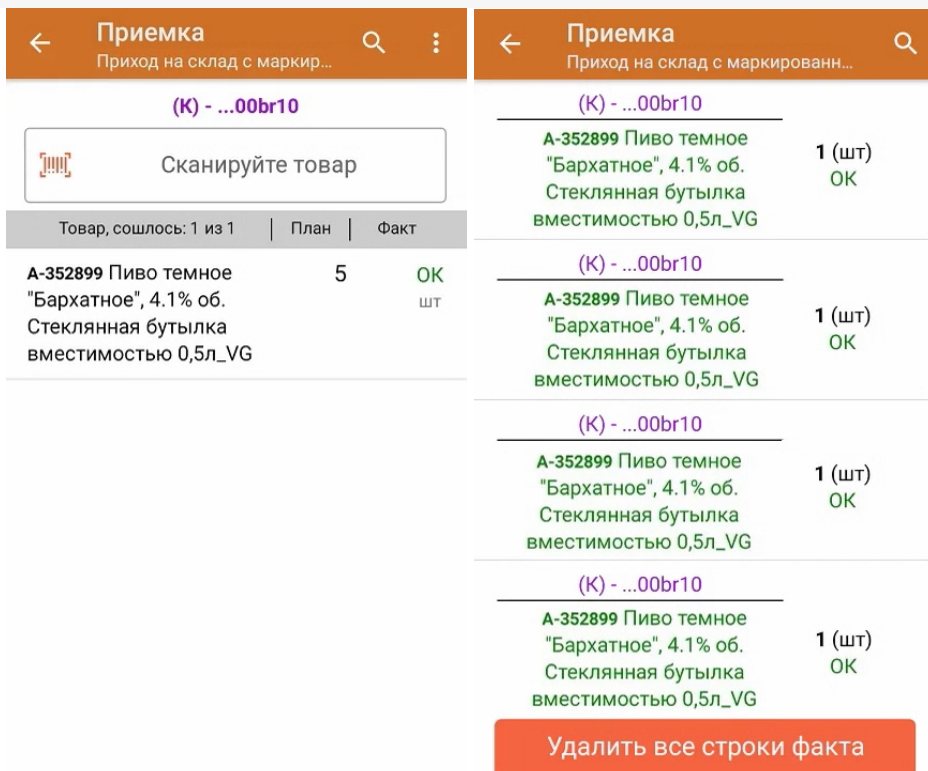 Приемка
Приход на склад с маркир...
(К) - ...00br10
Сканируйте товар
Товар, сошлось: 1 из 1 | План | Факт
А-352899 Пиво темное 5 ОК
"Бархатное", 4.1% об. шт
Стеклянная бутылка
вместимостью 0,5л_VG
Приемка
Приход на склад с маркированн...
(К) - ...00br10
А-352899 Пиво темное
"Бархатное", 4.1% об.
Стеклянная бутылка
вместимостью 0,5л_VG
1 (шт)
ОК
(К) - ...00br10
А-352899 Пиво темное
"Бархатное", 4.1% об.
Стеклянная бутылка
вместимостью 0,5л_VG
1 (шт)
ОК
(К) - ...00br10
А-352899 Пиво темное
"Бархатное", 4.1% об.
Стеклянная бутылка
вместимостью 0,5л_VG
1 (шт)
ОК
(К) - ...00br10
А-352899 Пиво темное
"Бархатное", 4.1% об.
Стеклянная бутылка
вместимостью 0,5л_VG
1 (шт)
ОК
Удалить все строки факта